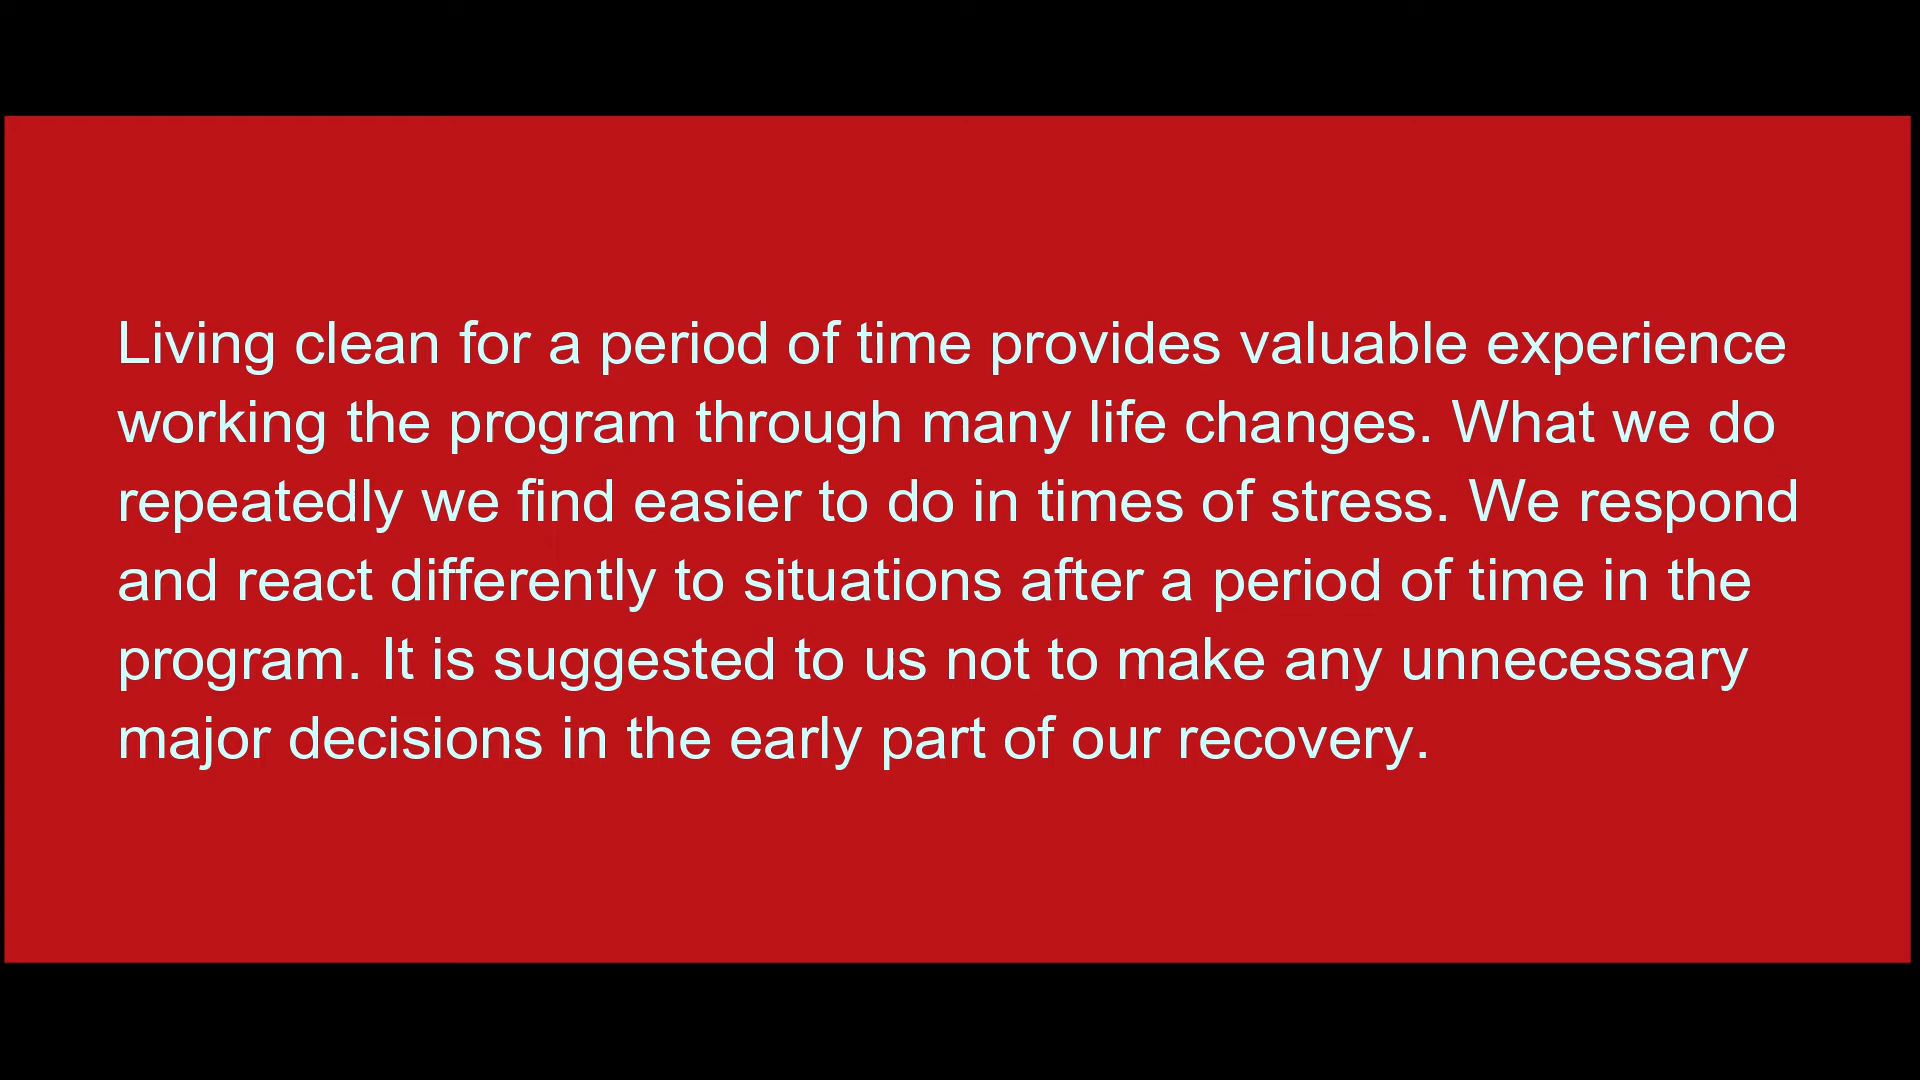 Living clean for a period of time provides valuable experience
working the program through many life changes. What we do
repeatedly we find easier to do in times of stress. We respond
and react differently to situations after a period of time in the
program. It is suggested to us not to make any unnecessary
major decisions in the early part of our recovery.